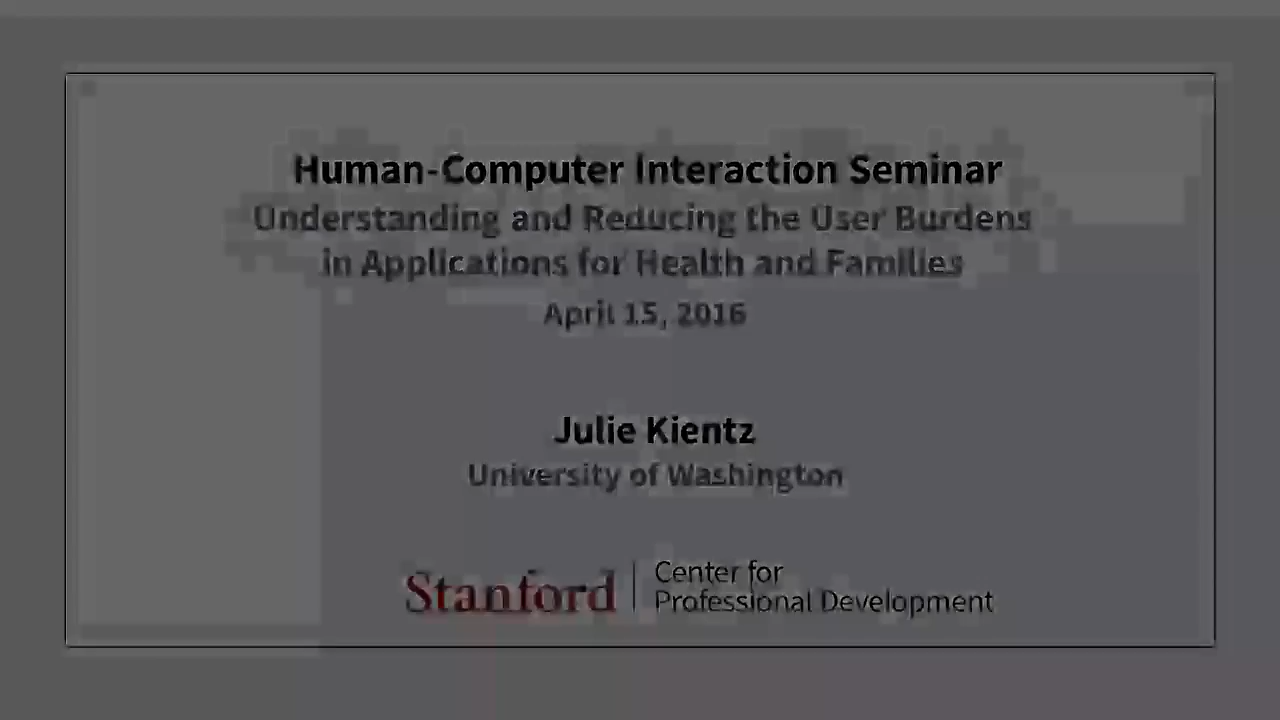 Human-Computer Interaction Seminar
Understanding and Reducing the User Burdens
in Applications for Health and Families
April 15, 2016
Julie Kientz
University of Washington
Stanford
Center for
Professional Development